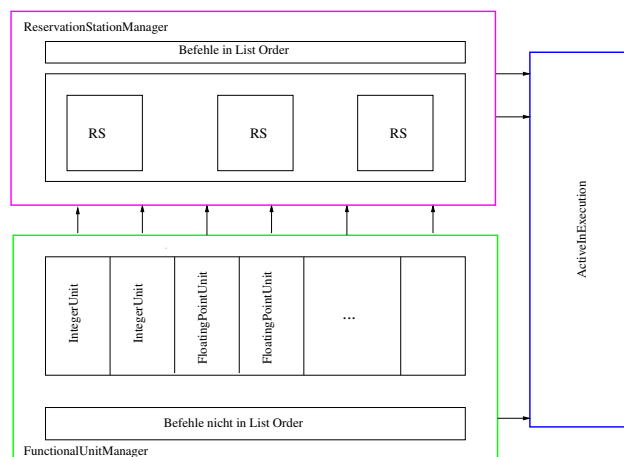 ReservationStationManager
Befehle in List Order
RS
RS
RS
ActiveInExecution
IntegerUnit
IntegerUnit
FloatingPointUnit
FloatingPointUnit
...
Befehle nicht in List Order
FunctionalUnitManager